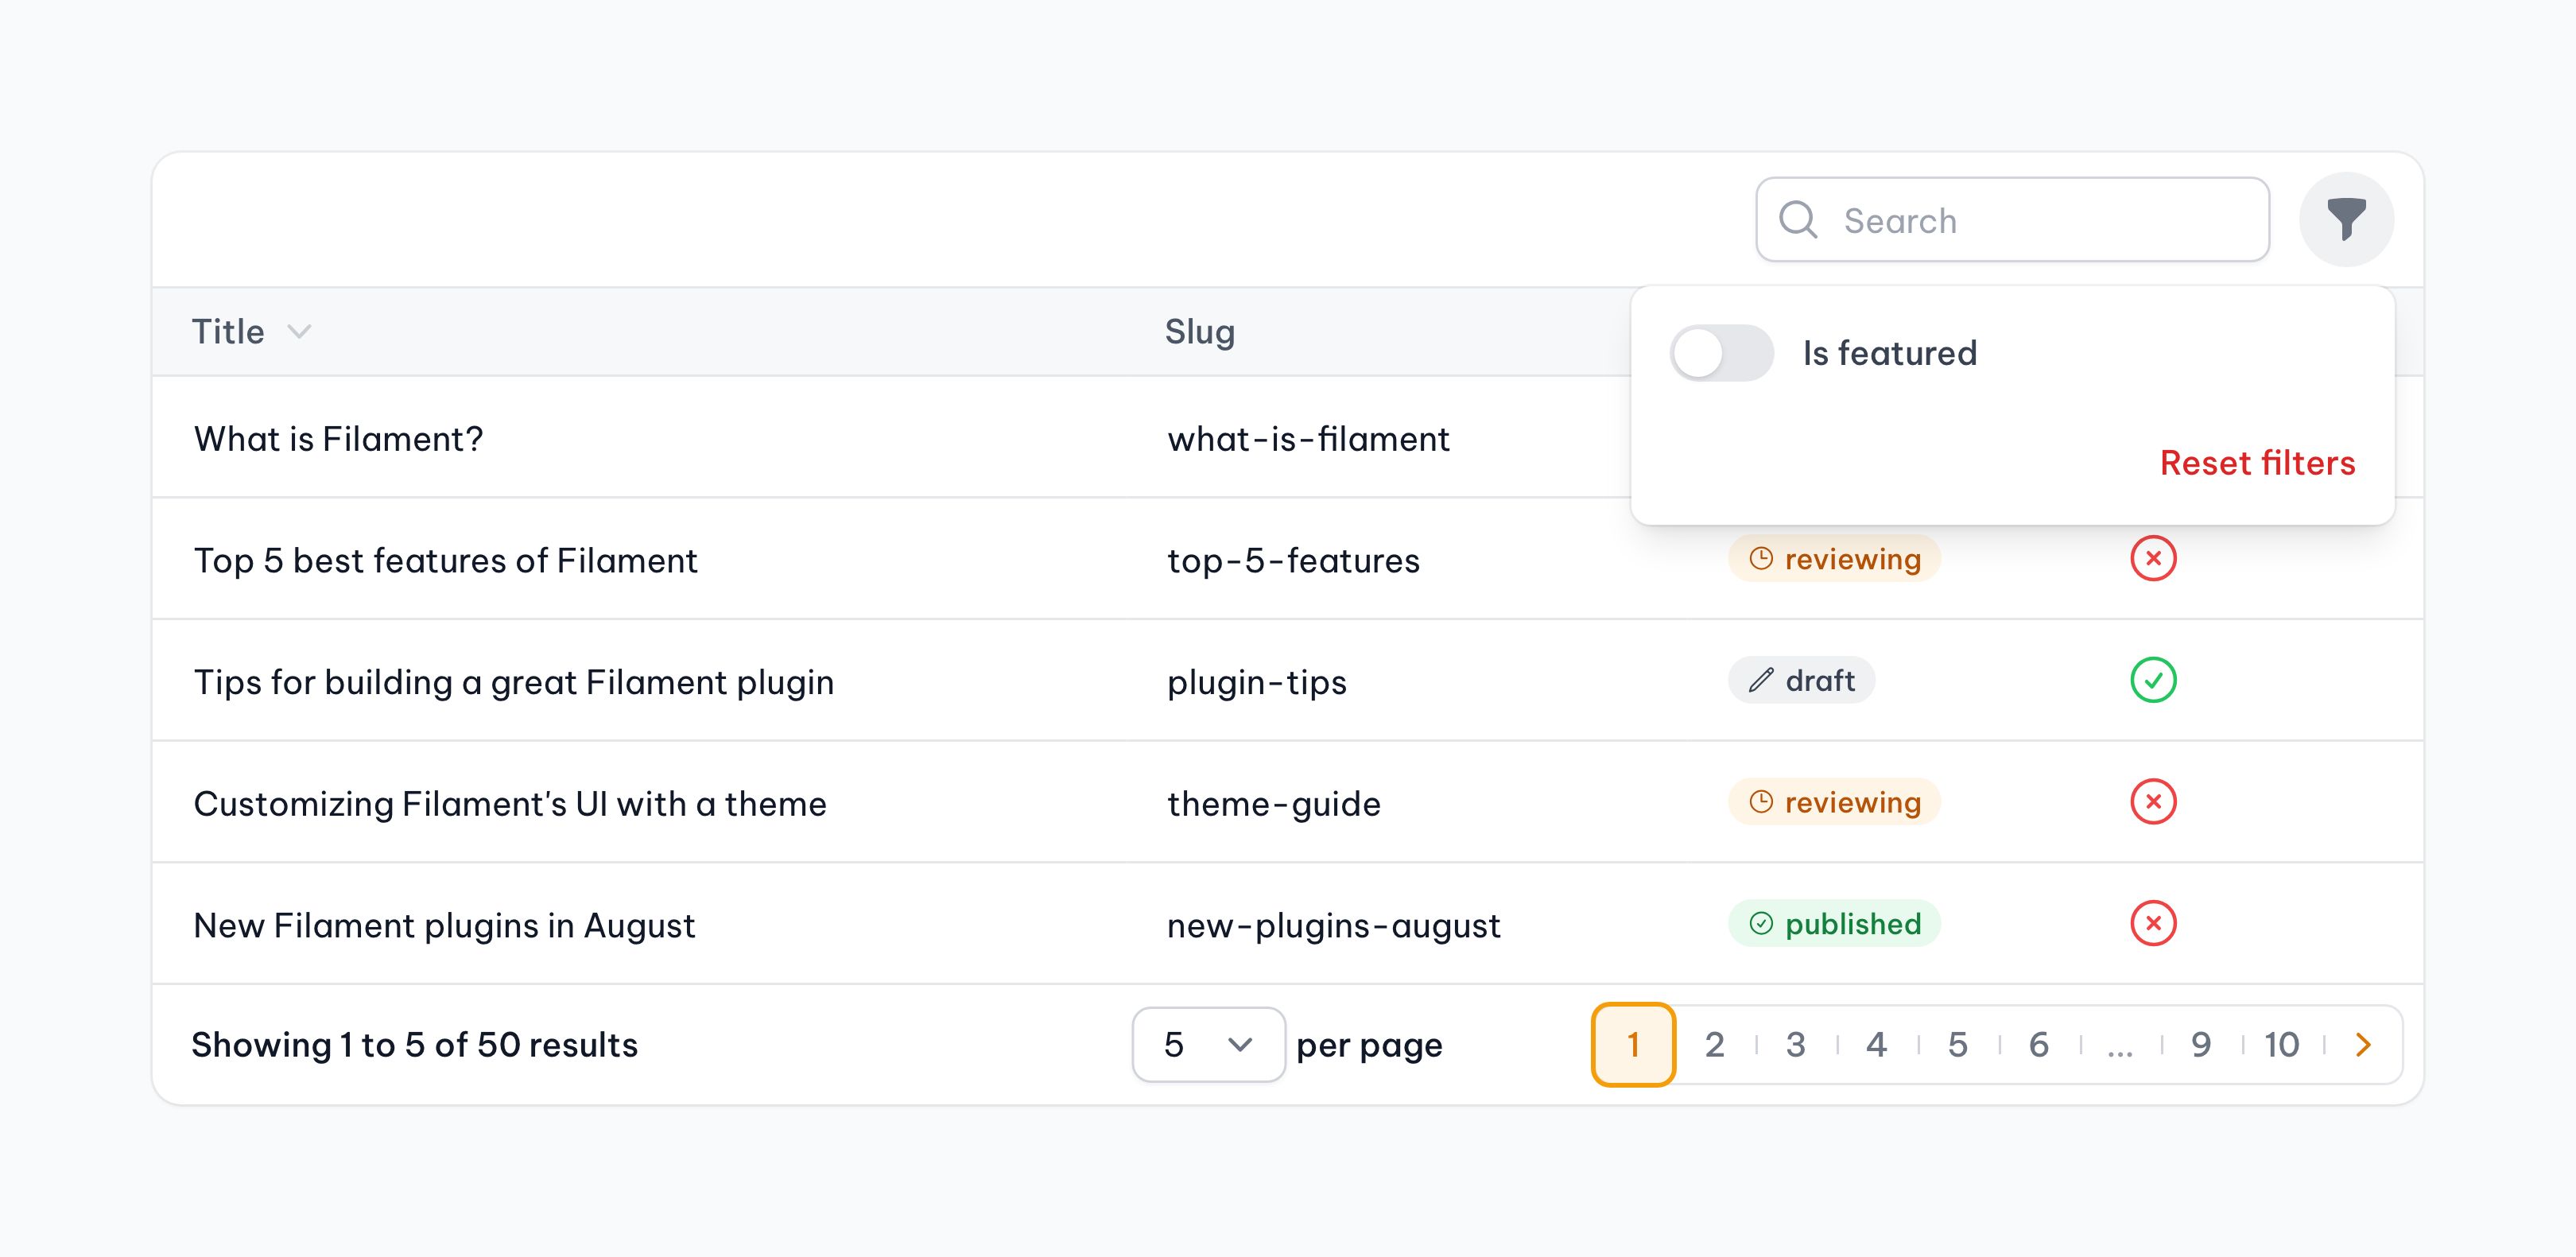 Search
Title Slug
Is featured
What is Filament? what-is-filament
Reset filters
Top 5 best features of Filament top-5-features reviewing
Tips for building a great Filament plugin plugin-tips draft
Customizing Filament's UI with a theme theme-guide reviewing
New Filament plugins in August new-plugins-august published
Showing 1 to 5 of 50 results 5 per page 1 2 3 4 5 6 ... 9 10